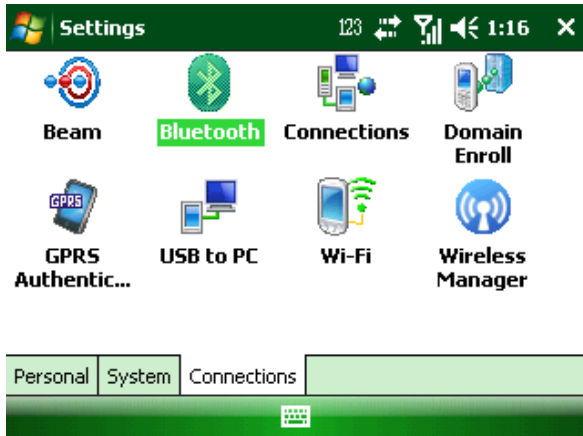 Settings 123 1:16
Beam Bluetooth Connections Domain Enroll
GPRS GPRS Authentic... USB to PC Wi-Fi Wireless Manager
Personal System Connections